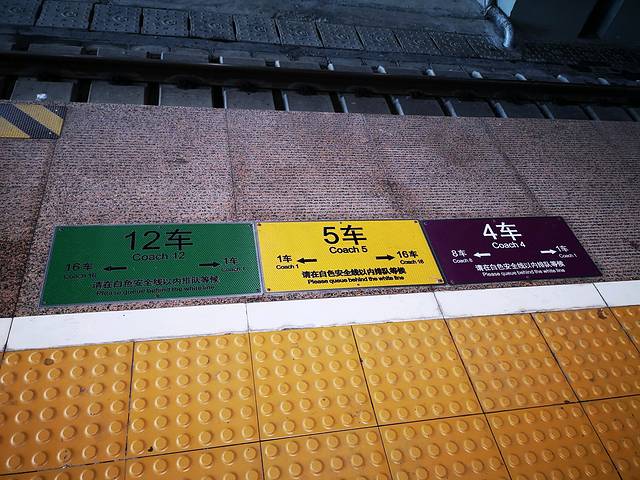 12车
Coach 12
16车 ← → 1车
Coach 16 Coach 1
请在白色安全线以内排队等候
Please queue behind the white line
5车
Coach 5
1车 ← → 16车
Coach 1 Coach 16
请在白色安全线以内排队等候
Please queue behind the white line
4车
Coach 4
8车 ← → 1车
Coach 8 Coach 1
请在白色安全线以内排队等候
Please queue behind the white line